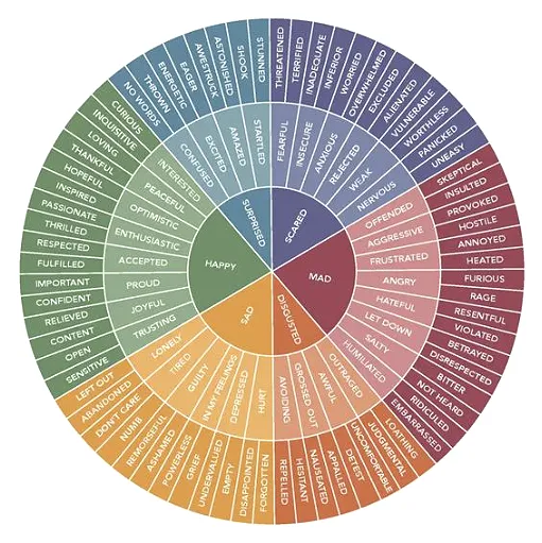 SURPRISED
SCARED
MAD
DISGUSTED
SAD
HAPPY
CONFUSED
EXCITED
AMAZED
STARTLED
FEARFUL
INSECURE
ANXIOUS
REJECTED
WEAK
NERVOUS
OFFENDED
AGGRESSIVE
FRUSTRATED
ANGRY
HATEFUL
LET DOWN
SALTY
HUMILIATED
OUTRAGED
AWFUL
GROSSED OUT
AVOIDING
HURT
DEPRESSED
IN MY FEELINGS
GUILTY
TIRED
LONELY
TRUSTING
JOYFUL
PROUD
ACCEPTED
ENTHUSIASTIC
OPTIMISTIC
PEACEFUL
INTERESTED
NO WORDS
THROWN
ENERGETIC
EAGER
AWESTRUCK
ASTONISHED
SHOOK
STUNNED
THREATENED
TERRIFIED
INADEQUATE
INFERIOR
WORRIED
OVERWHELMED
EXCLUDED
ALIENATED
VULNERABLE
WORTHLESS
PANICKED
UNEASY
SKEPTICAL
INSULTED
PROVOKED
HOSTILE
ANNOYED
HEATED
FURIOUS
RAGE
RESENTFUL
VIOLATED
BETRAYED
DISRESPECTED
BITTER
NOT HEARD
RIDICULED
EMBARRASSED
LOATHING
JUDGMENTAL
UNCOMFORTABLE
DETEST
APPALLED
NAUSEATED
HESITANT
REPELLED
FORGOTTEN
DISAPPOINTED
EMPTY
UNDERVALUED
GRIEF
POWERLESS
ASHAMED
REMORSEFUL
NUMB
DON'T CARE
ABANDONED
LEFT OUT
SENSITIVE
OPEN
CONTENT
RELIEVED
CONFIDENT
IMPORTANT
FULFILLED
RESPECTED
THRILLED
PASSIONATE
INSPIRED
HOPEFUL
THANKFUL
LOVING
INQUISITIVE
CURIOUS